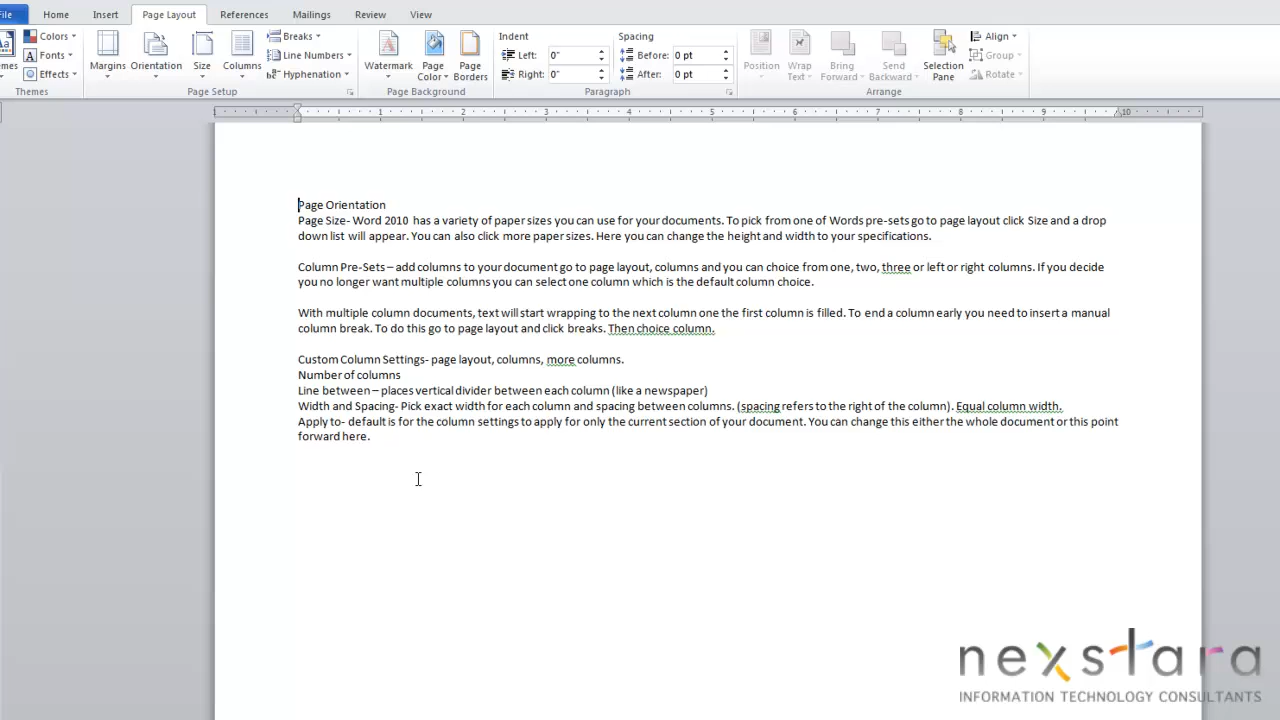 File Home Insert Page Layout References Mailings Review View
Colors Breaks Indent Spacing Align
Fonts Line Numbers Left: 0" Before: 0 pt Group
Effects Hyphenation Right: 0" After: 0 pt Rotate
Margins Orientation Size Columns Watermark Page Color Page Borders Position Wrap Text Bring Forward Send Backward Selection Pane
Themes Page Setup Page Background Paragraph Arrange
1 1 2 3 4 5 6 7 8 9 10
Page Orientation
Page Size- Word 2010 has a variety of paper sizes you can use for your documents. To pick from one of Words pre-sets go to page layout click Size and a drop
down list will appear. You can also click more paper sizes. Here you can change the height and width to your specifications.
Column Pre-Sets – add columns to your document go to page layout, columns and you can choice from one, two, three or left or right columns. If you decide
you no longer want multiple columns you can select one column which is the default column choice.
With multiple column documents, text will start wrapping to the next column one the first column is filled. To end a column early you need to insert a manual
column break. To do this go to page layout and click breaks. Then choice column.
Custom Column Settings- page layout, columns, more columns.
Number of columns
Line between – places vertical divider between each column (like a newspaper)
Width and Spacing- Pick exact width for each column and spacing between columns. (spacing refers to the right of the column). Equal column width.
Apply to- default is for the column settings to apply for only the current section of your document. You can change this either the whole document or this point
forward here.
nexstara
INFORMATION TECHNOLOGY CONSULTANTS